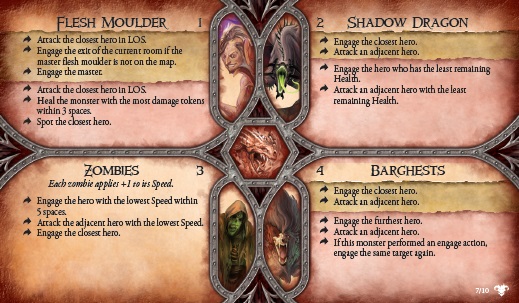 FLESH MOULDER 1
Attack the closest hero in LOS.
Engage the exit of the current room if the
master flesh moulder is not on the map.
Engage the master.
Attack the closest hero in LOS.
Heal the monster with the most damage tokens
within 3 spaces.
Spot the closest hero.
2 SHADOW DRAGON
Engage the closest hero.
Attack an adjacent hero.
Engage the hero who has the least remaining
Health.
Attack an adjacent hero with the least
remaining Health.
ZOMBIES 3
Each zombie applies +1 to its Speed.
Engage the hero with the lowest Speed within
5 spaces.
Attack the adjacent hero with the lowest Speed.
Engage the closest hero.
4 BARGHESTS
Engage the closest hero.
Attack an adjacent hero.
Engage the furthest hero.
Attack an adjacent hero.
If this monster performed an engage action,
engage the same target again.
7/10